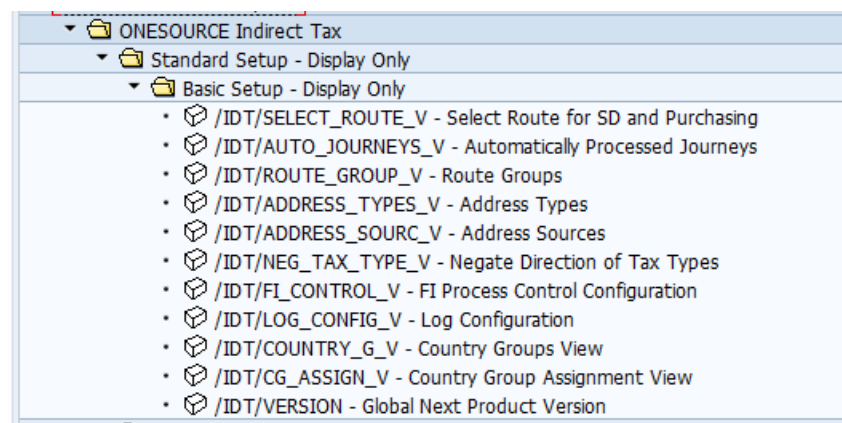 ONESOURCE Indirect Tax
Standard Setup - Display Only
Basic Setup - Display Only
/IDT/SELECT_ROUTE_V - Select Route for SD and Purchasing
/IDT/AUTO_JOURNEYS_V - Automatically Processed Journeys
/IDT/ROUTE_GROUP_V - Route Groups
/IDT/ADDRESS_TYPES_V - Address Types
/IDT/ADDRESS_SOURC_V - Address Sources
/IDT/NEG_TAX_TYPE_V - Negate Direction of Tax Types
/IDT/FI_CONTROL_V - FI Process Control Configuration
/IDT/LOG_CONFIG_V - Log Configuration
/IDT/COUNTRY_G_V - Country Groups View
/IDT/CG_ASSIGN_V - Country Group Assignment View
/IDT/VERSION - Global Next Product Version